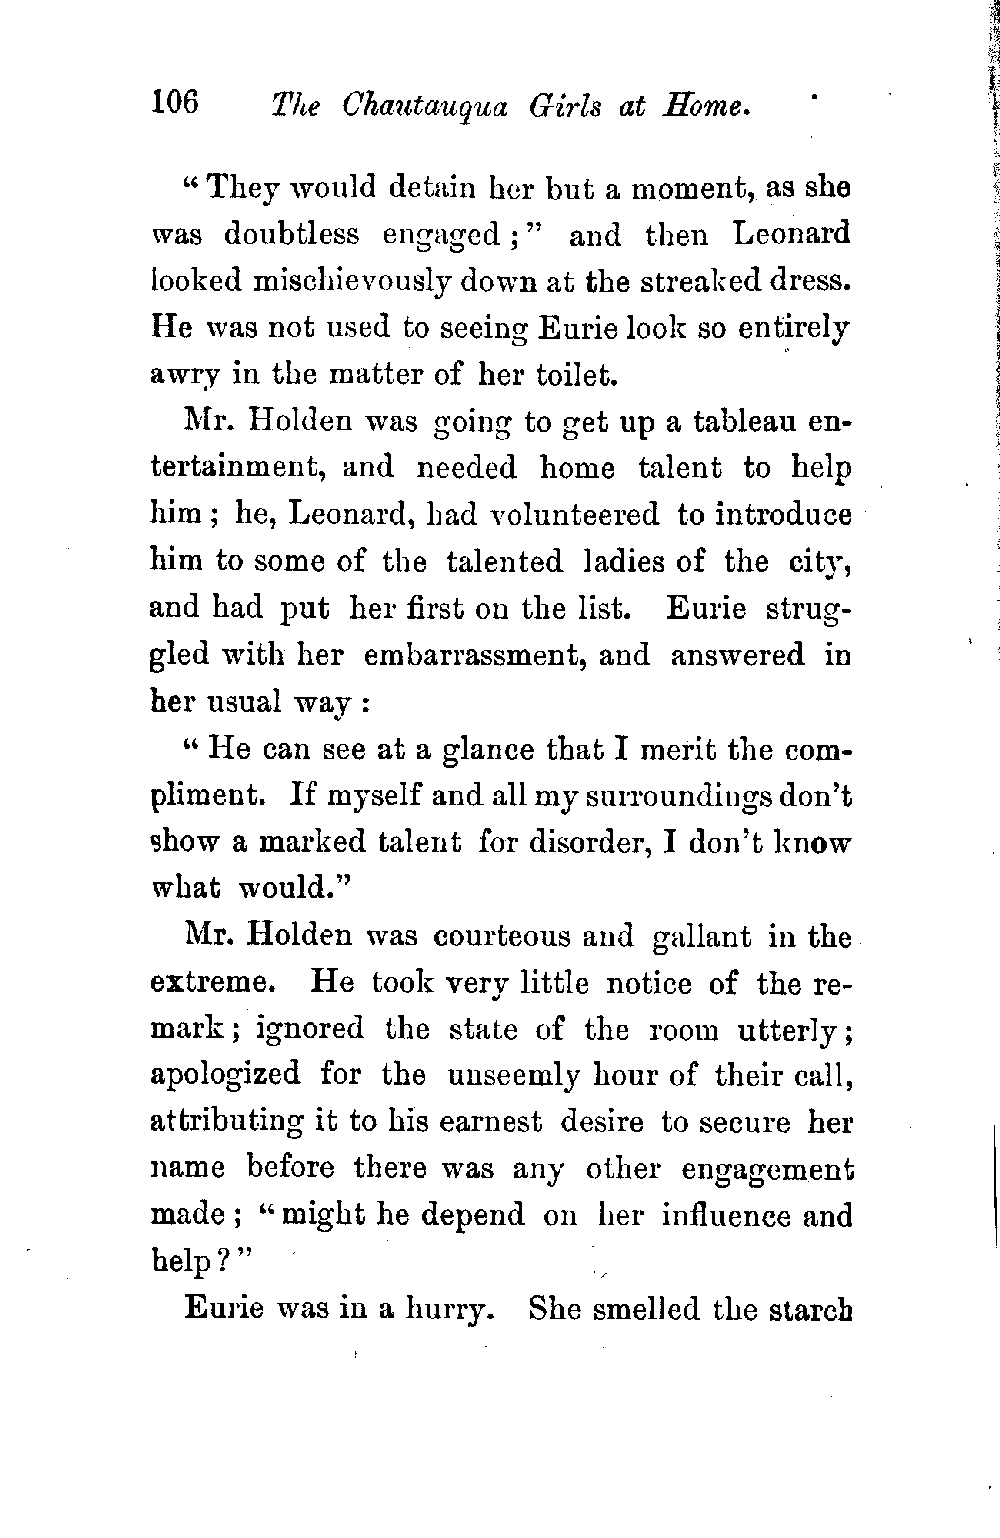 106 The Chautauqua Girls at Home.
“They would detain her but a moment, as she
was doubtless engaged;” and then Leonard
looked mischievously down at the streaked dress.
He was not used to seeing Eurie look so entirely
awry in the matter of her toilet.
Mr. Holden was going to get up a tableau en-
tertainment, and needed home talent to help
him; he, Leonard, had volunteered to introduce
him to some of the talented ladies of the city,
and had put her first on the list. Eurie strug-
gled with her embarrassment, and answered in
her usual way:
“He can see at a glance that I merit the com-
pliment. If myself and all my surroundings don’t
show a marked talent for disorder, I don’t know
what would.”
Mr. Holden was courteous and gallant in the
extreme. He took very little notice of the re-
mark; ignored the state of the room utterly;
apologized for the unseemly hour of their call,
attributing it to his earnest desire to secure her
name before there was any other engagement
made; “might he depend on her influence and
help?”
Eurie was in a hurry. She smelled the starch